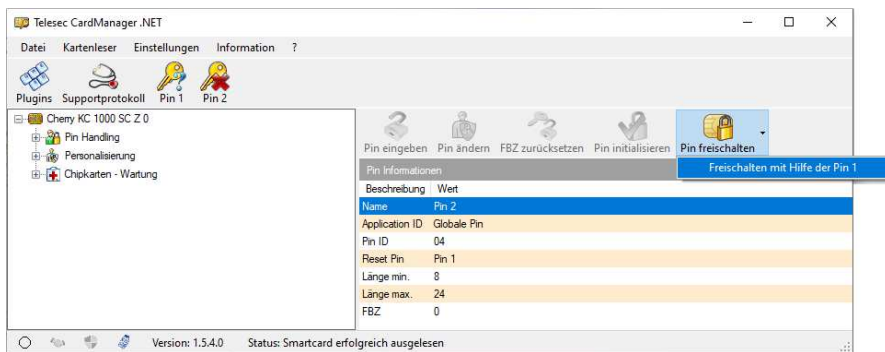 Telesec CardManager .NET
Datei Kartenleser Einstellungen Information ?
Plugins Supportprotokoll Pin 1 Pin 2
Cherry KC 1000 SC Z 0
Pin Handling
Personalisierung
Chipkarten - Wartung
Pin eingeben Pin ändern FBZ zurücksetzen Pin initialisieren Pin freischalten
Freischalten mit Hilfe der Pin 1
Pin Informationen
Beschreibung Wert
Name Pin 2
Application ID Globale Pin
Pin ID 04
Reset Pin Pin 1
Länge min. 8
Länge max. 24
FBZ 0
Version: 1.5.4.0 Status: Smartcard erfolgreich ausgelesen